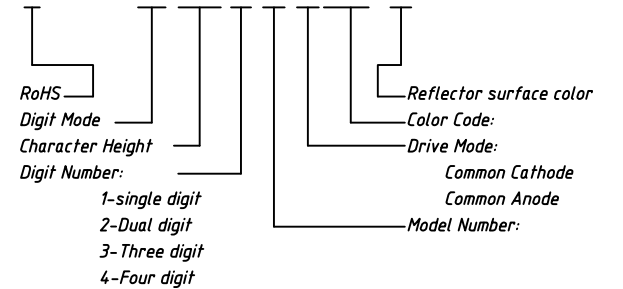 RoHS
Digit Mode
Character Height
Digit Number:
1-single digit
2-Dual digit
3-Three digit
4-Four digit
Reflector surface color
Color Code:
Drive Mode:
Common Cathode
Common Anode
Model Number: